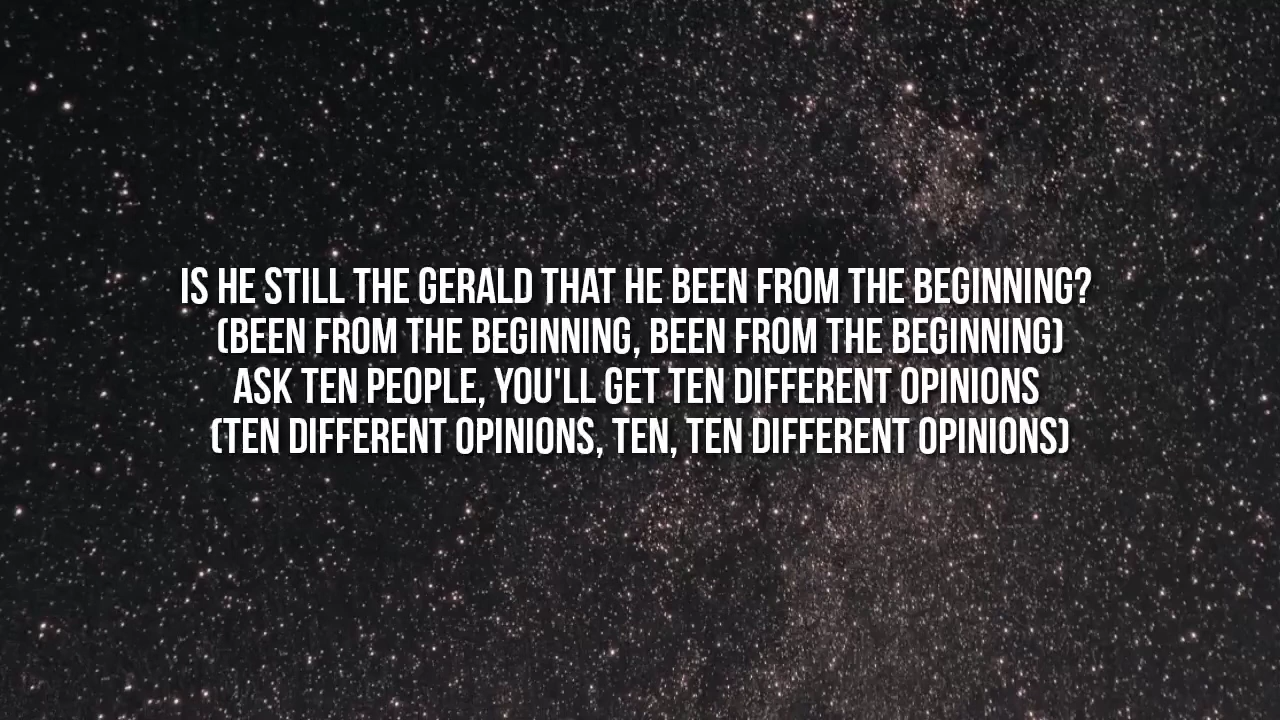 IS HE STILL THE GERALD THAT HE BEEN FROM THE BEGINNING?
(BEEN FROM THE BEGINNING, BEEN FROM THE BEGINNING)
ASK TEN PEOPLE, YOU'LL GET TEN DIFFERENT OPINIONS
(TEN DIFFERENT OPINIONS, TEN, TEN DIFFERENT OPINIONS)